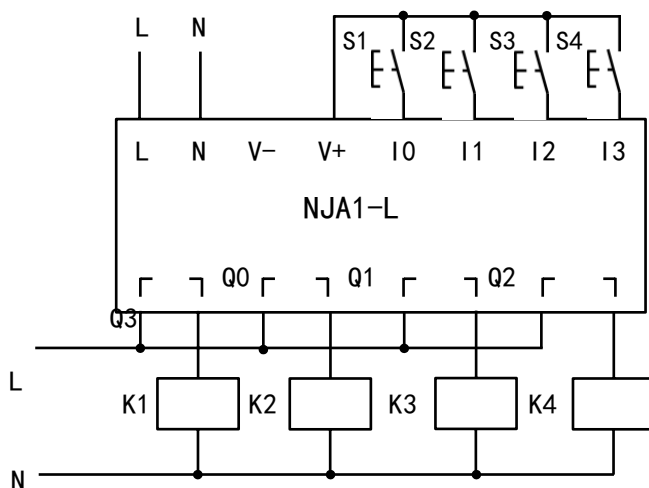 L N S1 S2 S3 S4
L N V- V+ I0 I1 I2 I3
NJA1-L
Q0 Q1 Q2
Q3
L K1 K2 K3 K4
N